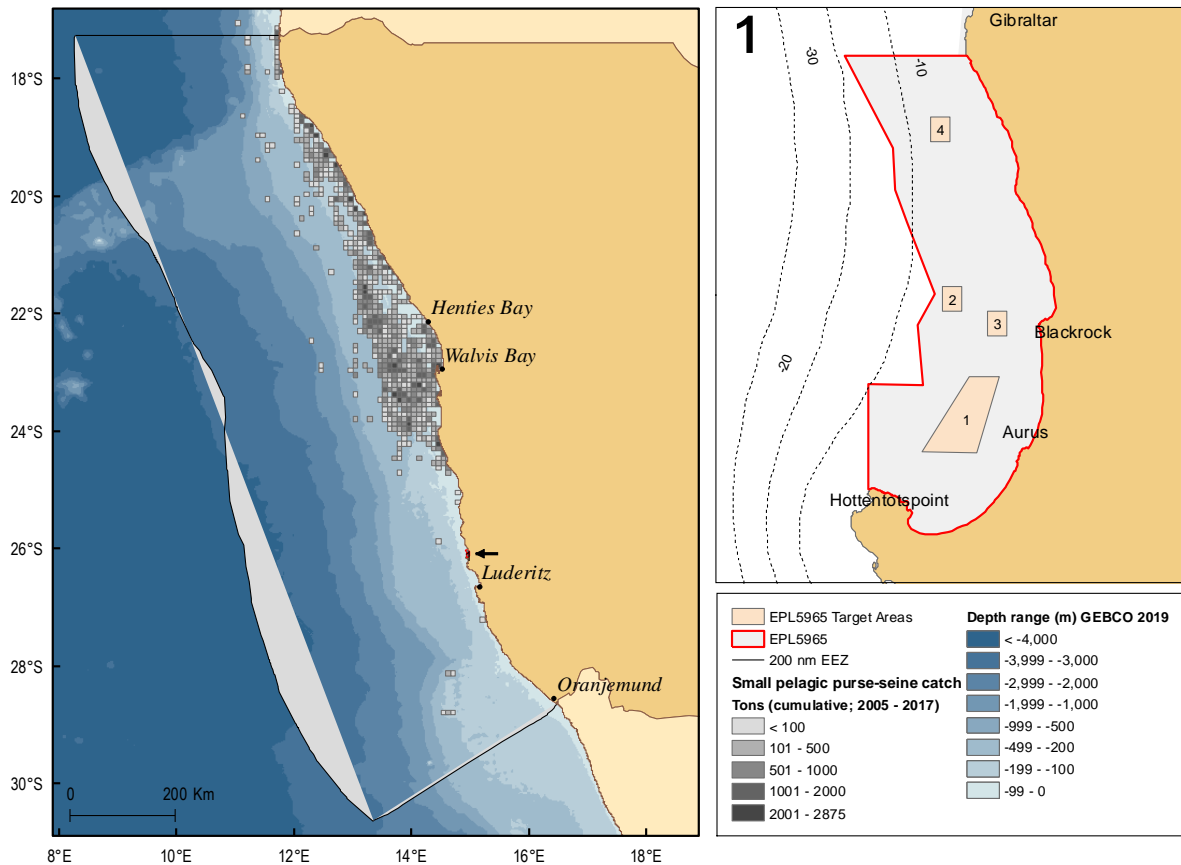 18°S
20°S
22°S
24°S
26°S
28°S
30°S
8°E
10°E
12°E
14°E
16°E
18°E
Henties Bay
Walvis Bay
Luderitz
Oranjemund
0
200 Km
1
Gibraltar
-30
-10
-20
4
2
3
Blackrock
1
Aurus
Hottentotspoint
EPL5965 Target Areas
EPL5965
200 nm EEZ
Small pelagic purse-seine catch
Tons (cumulative; 2005 - 2017)
< 100
101 - 500
501 - 1000
1001 - 2000
2001 - 2875
Depth range (m) GEBCO 2019
< -4,000
-3,999 - -3,000
-2,999 - -2,000
-1,999 - -1,000
-999 - -500
-499 - -200
-199 - -100
-99 - 0